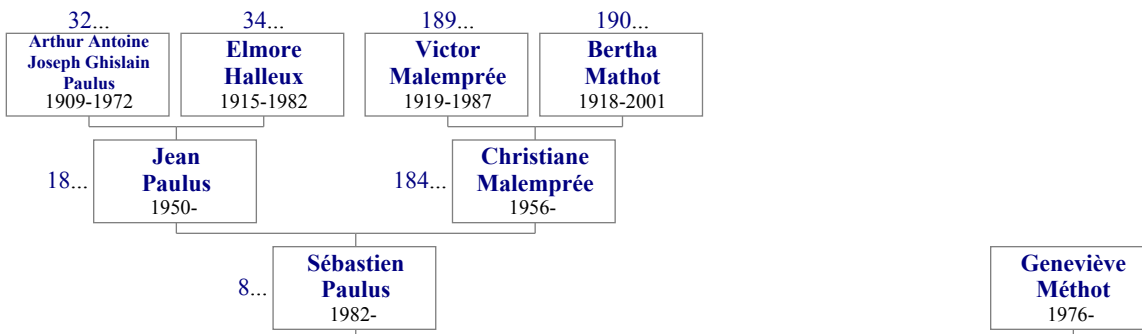 32...
34...
189...
190...
Arthur Antoine
Joseph Ghislain
Paulus
1909-1972
Elmore
Halleux
1915-1982
Victor
Malemprée
1919-1987
Bertha
Mathot
1918-2001
18...
Jean
Paulus
1950-
184...
Christiane
Malemprée
1956-
8...
Sébastien
Paulus
1982-
Geneviève
Méthot
1976-